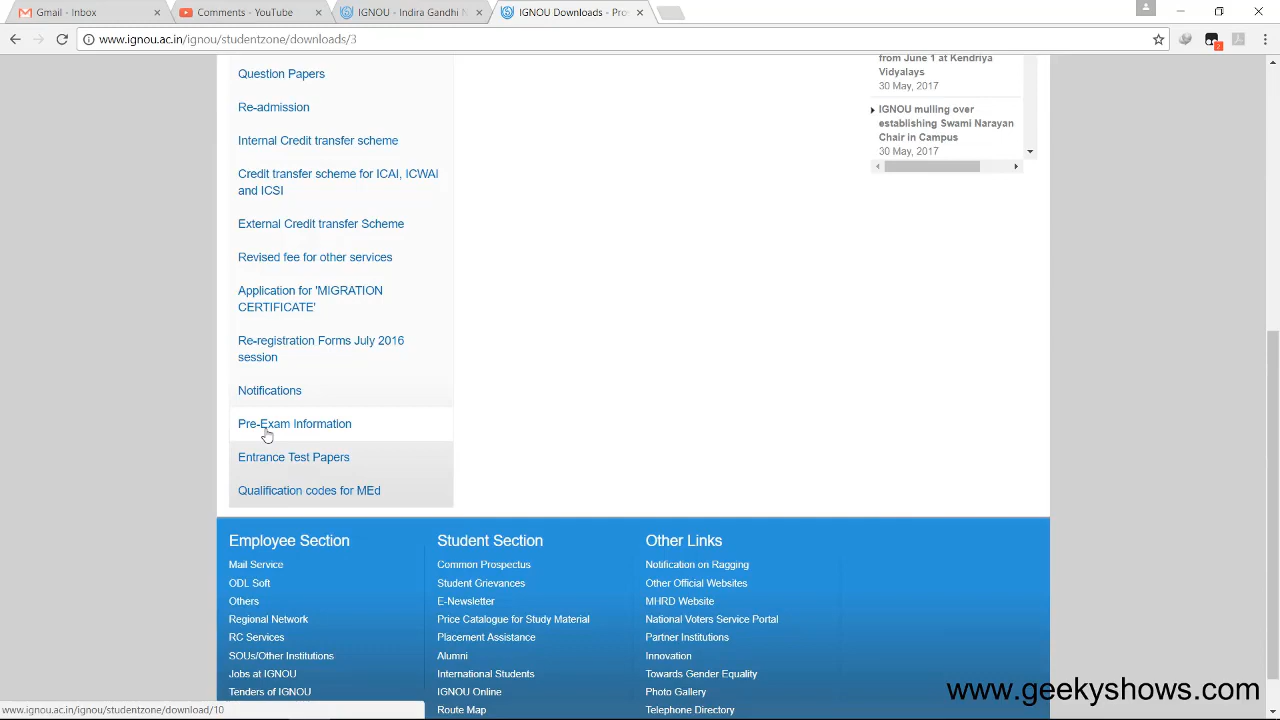 Gmail - Inbox
YouTube
IGNOU - Indira Gandhi N
IGNOU Downloads - Pro
www.ignou.ac.in/ignou/studentzone/downloads/3
2
Question Papers
Re-admission
Internal Credit transfer scheme
Credit transfer scheme for ICAI, ICWAI
and ICSI
External Credit transfer Scheme
Revised fee for other services
Application for 'MIGRATION
CERTIFICATE'
Re-registration Forms July 2016
session
Notifications
Pre-Exam Information
Entrance Test Papers
Qualification codes for MEd
from June 1 at Kendriya
Vidyalays
30 May, 2017
IGNOU mulling over
establishing Swami Narayan
Chair in Campus
30 May, 2017
Employee Section
Mail Service
ODL Soft
Others
Regional Network
RC Services
SOUs/Other Institutions
Jobs at IGNOU
Tenders of IGNOU
Student Section
Common Prospectus
Student Grievances
E-Newsletter
Price Catalogue for Study Material
Placement Assistance
Alumni
International Students
IGNOU Online
Route Map
Other Links
Notification on Ragging
Other Official Websites
MHRD Website
National Voters Service Portal
Partner Institutions
Innovation
Towards Gender Equality
Photo Gallery
Telephone Directory
www.ignou.ac.in/ignou/studentzone/download/10
www.geekyshows.com